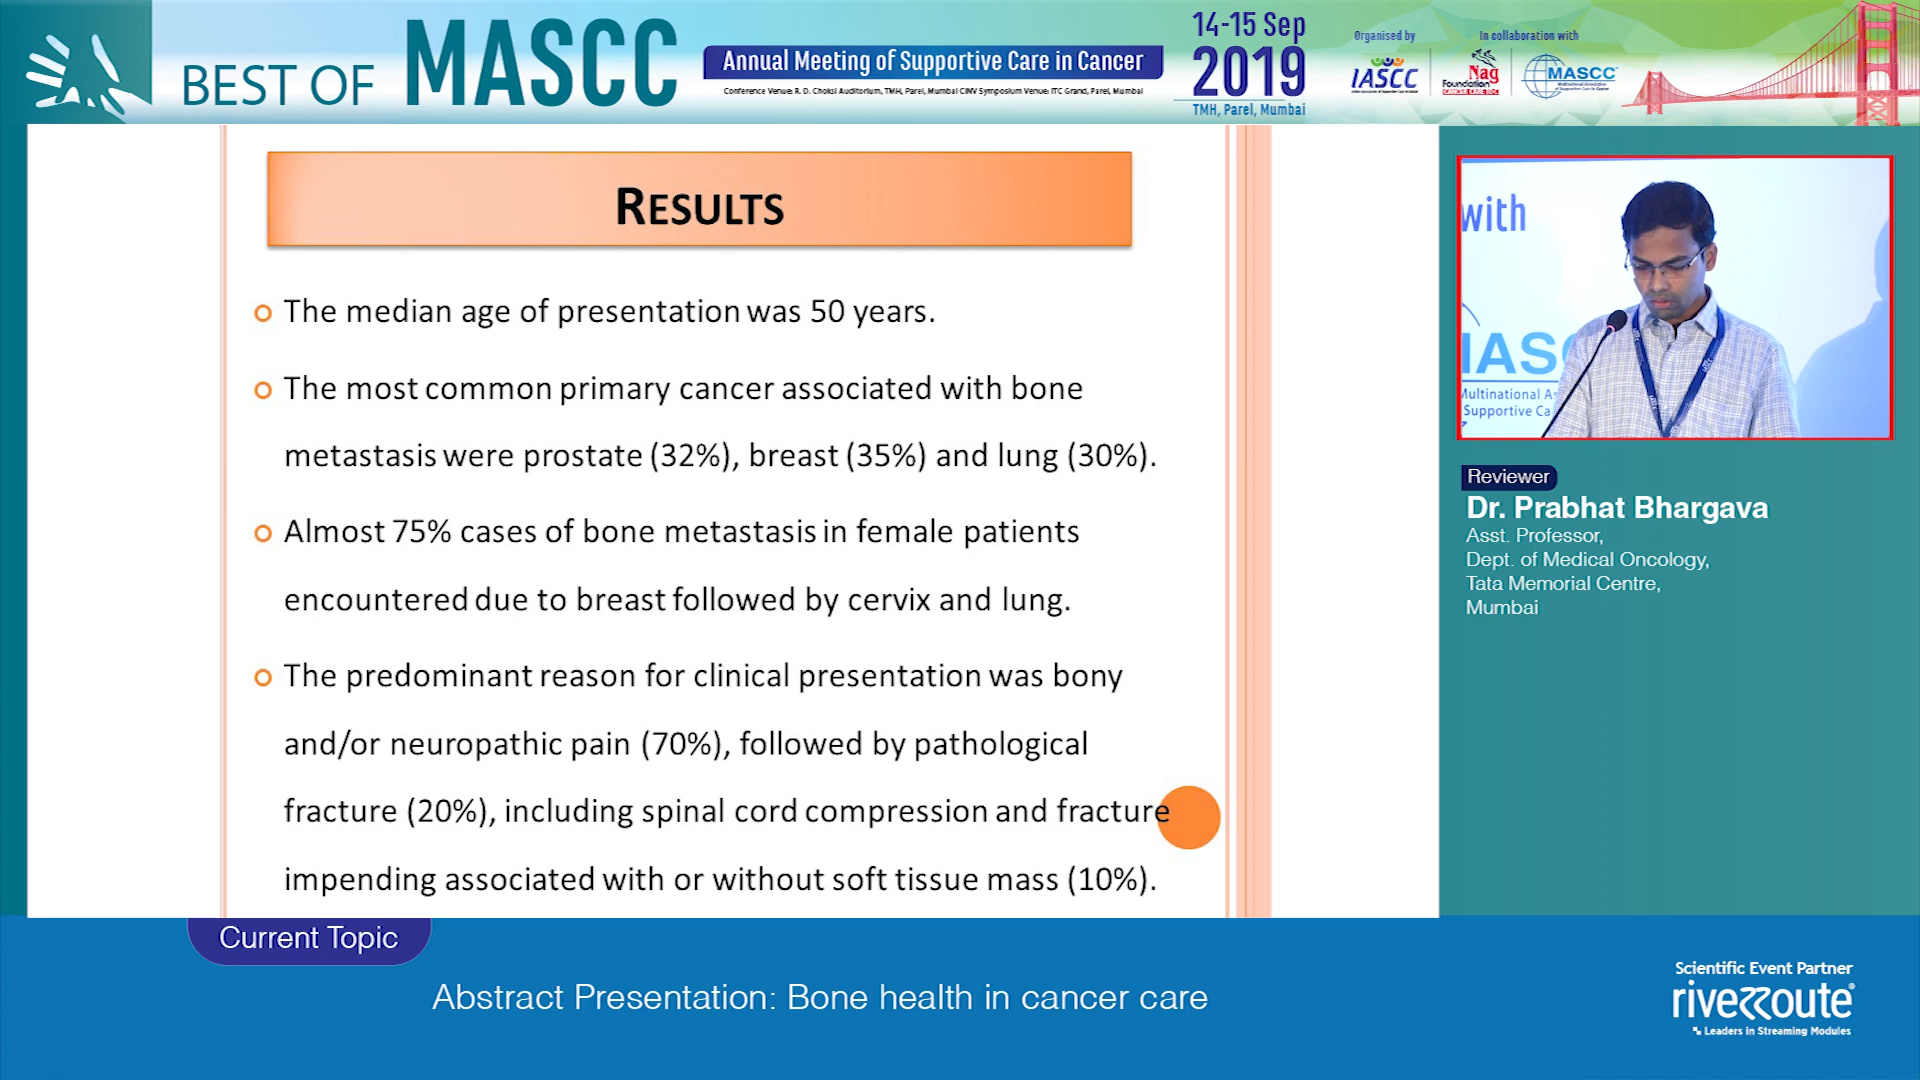 BEST OF MASCC
Annual Meeting of Supportive Care in Cancer
Conference Venue: R. D. Choksi Auditorium, TMH, Parel, Mumbai CINV Symposium Venue: ITC Grand, Parel, Mumbai
14-15 Sep
2019
TMH, Parel, Mumbai
Organised by
IASCC
In collaboration with
Nag
Foundation
MASCC
RESULTS
The median age of presentation was 50 years.
The most common primary cancer associated with bone
metastasis were prostate (32%), breast (35%) and lung (30%).
Almost 75% cases of bone metastasis in female patients
encountered due to breast followed by cervix and lung.
The predominant reason for clinical presentation was bony
and/or neuropathic pain (70%), followed by pathological
fracture (20%), including spinal cord compression and fracture
impending associated with or without soft tissue mass (10%).
with
IASC
Multinational
Supportive Ca
Reviewer
Dr. Prabhat Bhargava
Asst. Professor,
Dept. of Medical Oncology,
Tata Memorial Centre,
Mumbai
Current Topic
Abstract Presentation: Bone health in cancer care
Scientific Event Partner
riveRRoute
Leaders in Streaming Modules